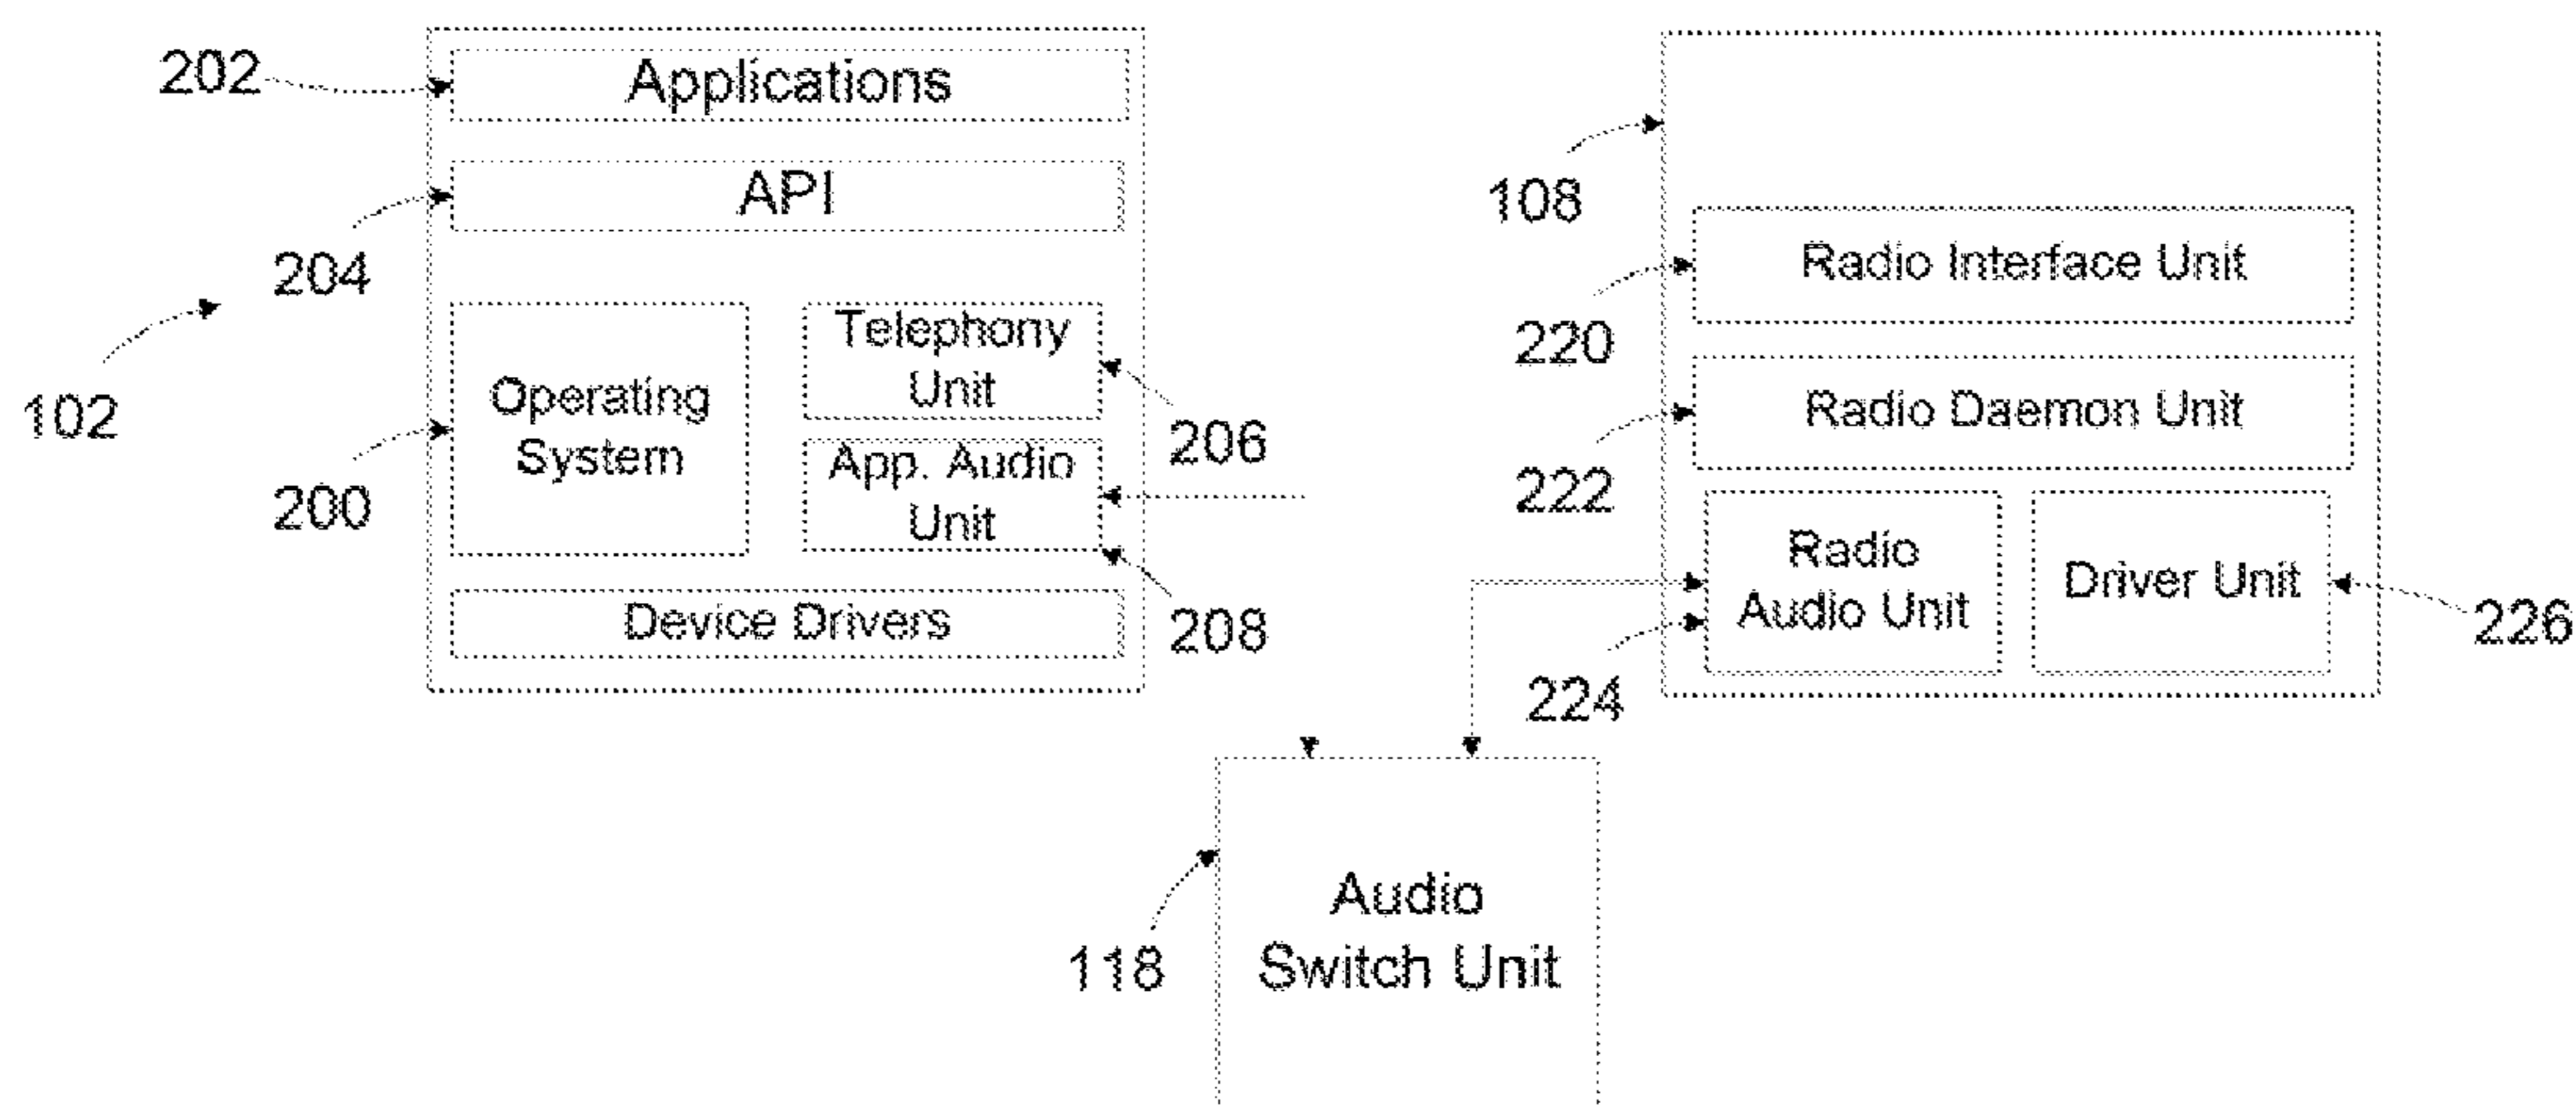 202
Applications
204
API
102
200
Operating
System
Telephony
Unit
206
App. Audio
Unit
208
Device Drivers
108
220
Radio Interface Unit
222
Radio Daemon Unit
224
Radio
Audio Unit
Driver Unit
226
118
Audio
Switch Unit